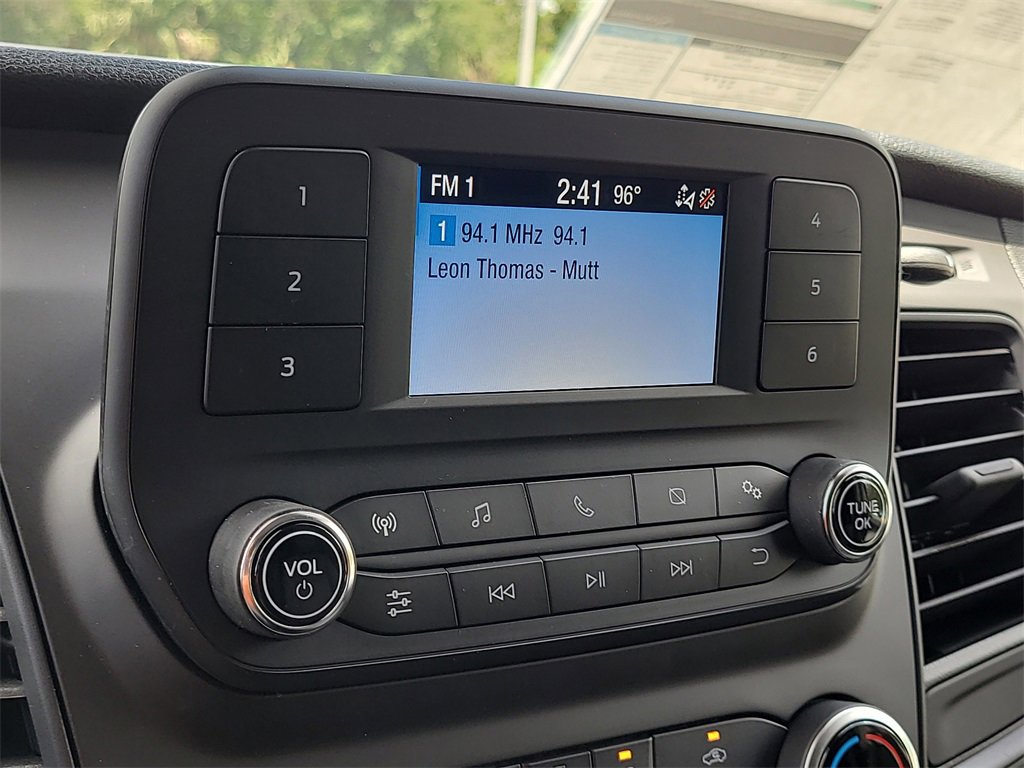 FM 1 2:41 96°
1 94.1 MHz 94.1
Leon Thomas - Mutt
1
2
3
4
5
6
VOL
TUNE
OK